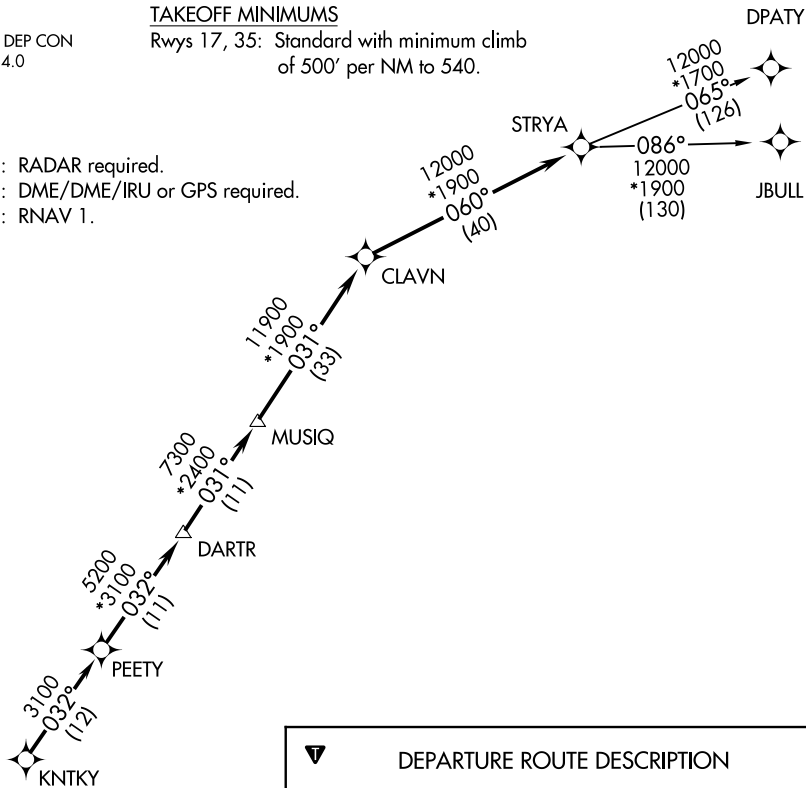 TAKEOFF MINIMUMS
Rwys 17, 35: Standard with minimum climb
of 500' per NM to 540.
DEP CON
4.0
: RADAR required.
: DME/DME/IRU or GPS required.
: RNAV 1.
DPATY
12000
*1700
065°
(126)
STRYA
086°
12000
*1900
(130)
JBULL
12000
*1900
060°
(40)
CLAVN
11900
*1900
031°
(33)
MUSIQ
7300
*2400
031°
(11)
DARTR
5200
*3100
032°
(11)
PEETY
3100
032°
(12)
KNTKY
T
DEPARTURE ROUTE DESCRIPTION